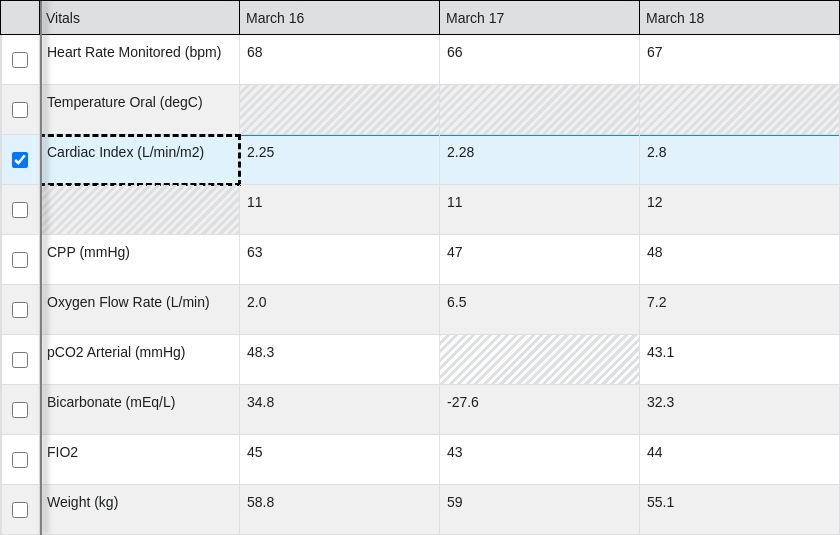 Vitals March 16 March 17 March 18
Heart Rate Monitored (bpm) 68 66 67
Temperature Oral (degC)
Cardiac Index (L/min/m2) 2.25 2.28 2.8
11 11 12
CPP (mmHg) 63 47 48
Oxygen Flow Rate (L/min) 2.0 6.5 7.2
pCO2 Arterial (mmHg) 48.3 43.1
Bicarbonate (mEq/L) 34.8 -27.6 32.3
FIO2 45 43 44
Weight (kg) 58.8 59 55.1